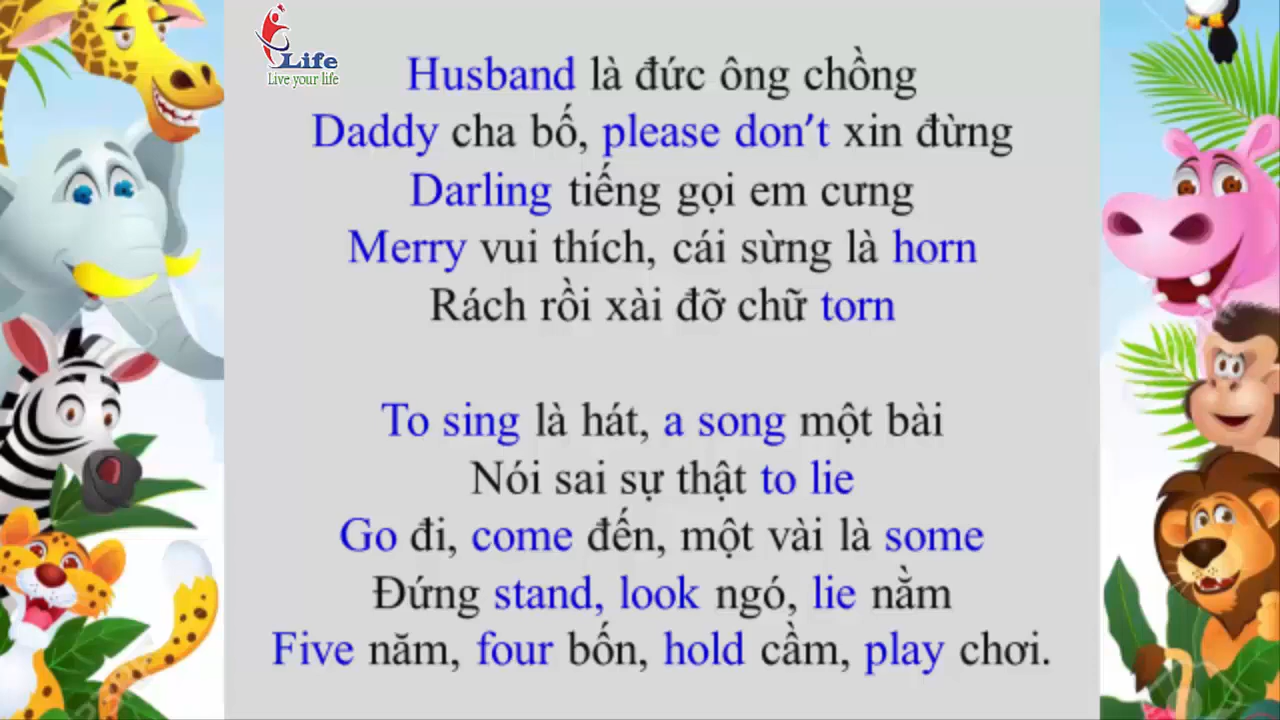 Life
Live your life
Husband là đức ông chồng
Daddy cha bố, please don't xin đừng
Darling tiếng gọi em cưng
Merry vui thích, cái sừng là horn
Rách rồi xài đỡ chữ torn
To sing là hát, a song một bài
Nói sai sự thật to lie
Go đi, come đến, một vài là some
Đứng stand, look ngó, lie nằm
Five năm, four bốn, hold cầm, play chơi.